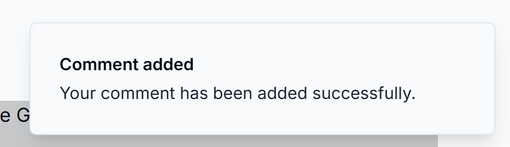 Comment added
Your comment has been added successfully.
e G